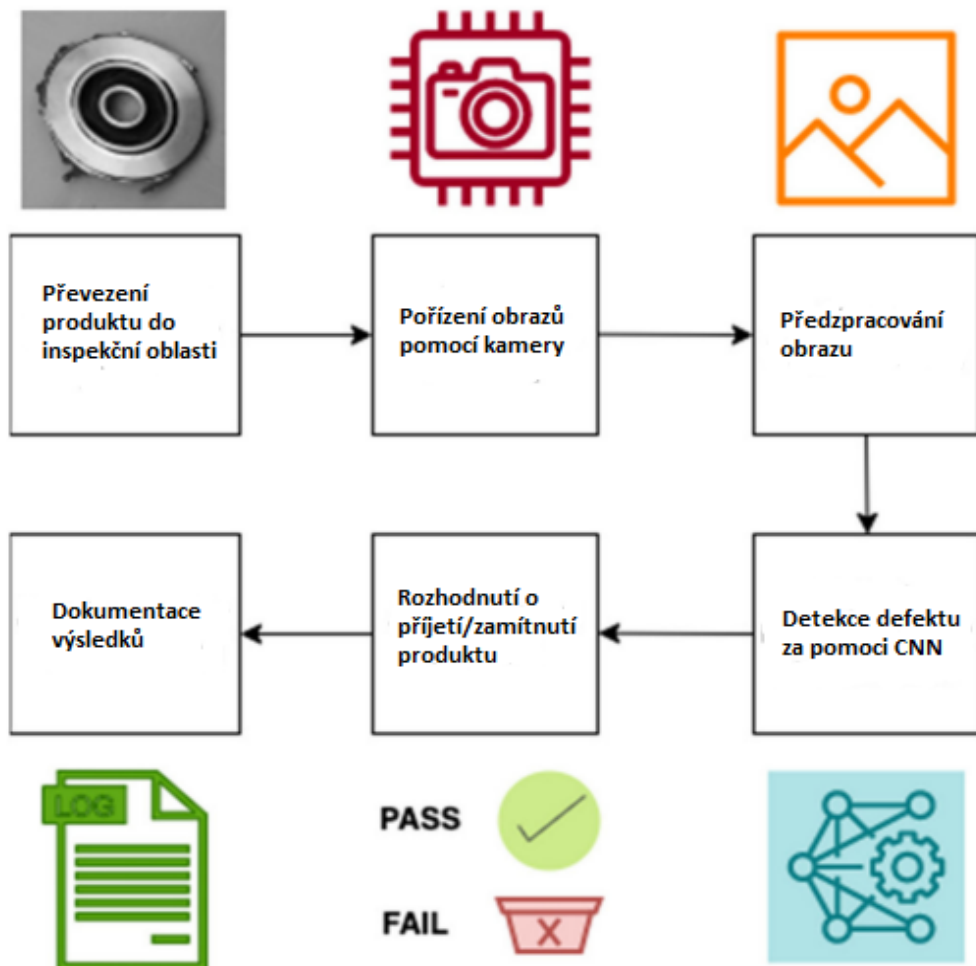 Převezení
produktu do
inspekční oblasti
Pořízení obrazů
pomocí kamery
Předzpracování
obrazu
Dokumentace
výsledků
Rozhodnutí o
příjetí/zamítnutí
produktu
Detekce defektu
za pomoci CNN
LOG
PASS
FAIL